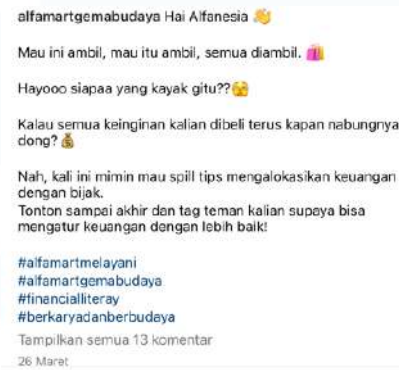 alfamartgemabudaya Hai Alfanesia 👋
Mau ini ambil, mau itu ambil, semua diambil. 🛍️
Hayooo siapaa yang kayak gitu??🫣
Kalau semua keinginan kalian dibeli terus kapan nabungnya
dong? 💰
Nah, kali ini mimin mau spill tips mengalokasikan keuangan
dengan bijak.
Tonton sampai akhir dan tag teman kalian supaya bisa
mengatur keuangan dengan lebih baik!
#alfamartmelayani
#alfamartgemabudaya
#financialliteray
#berkaryadanberbudaya
Tampilkan semua 13 komentar
26 Maret